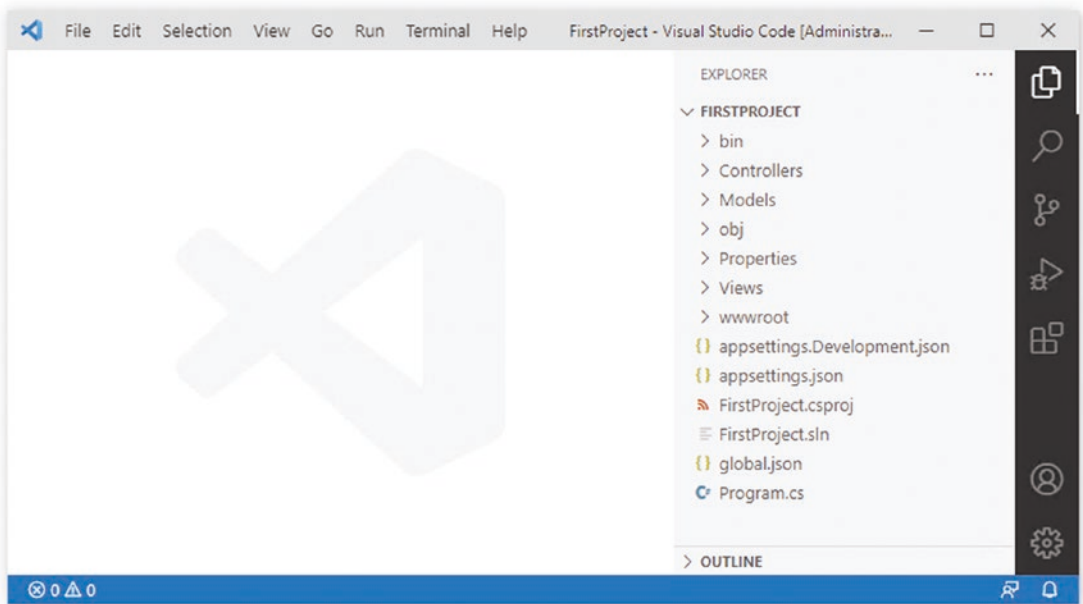 File Edit Selection View Go Run Terminal Help FirstProject - Visual Studio Code [Administra...
EXPLORER
FIRSTPROJECT
bin
Controllers
Models
obj
Properties
Views
wwwroot
{} appsettings.Development.json
{} appsettings.json
FirstProject.csproj
FirstProject.sln
{} global.json
C# Program.cs
OUTLINE
0 0